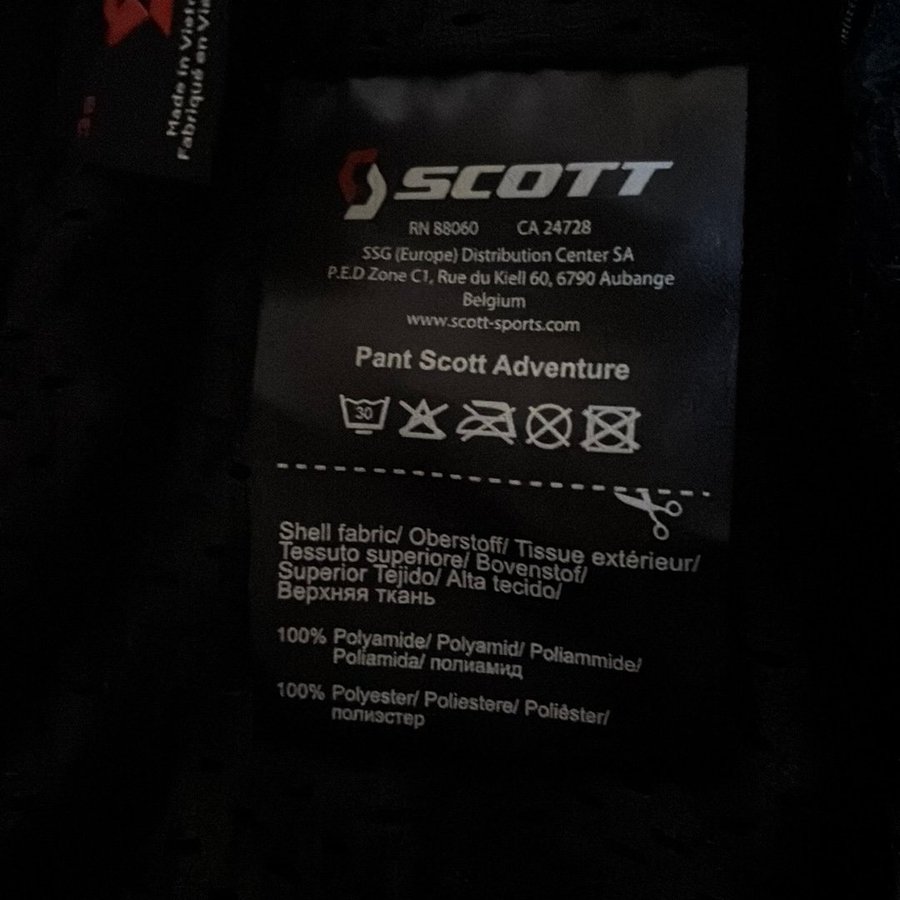 Made in Viet
Fabriqué en Vi
SCOTT
RN 88060 CA 24728
SSG (Europe) Distribution Center SA
P.E.D Zone C1, Rue du Kiell 60, 6790 Aubange
Belgium
www.scott-sports.com
Pant Scott Adventure
30
Shell fabric/ Oberstoff/ Tissue extérieur/
Tessuto superiore/ Bovenstof/
Superior Tejido/ Alta tecido/
Верхняя ткань
100% Polyamide/ Polyamid/ Poliammide/
Poliamida/ полиамид
100% Polyester/ Poliestere/ Poliéster/
полиэстер